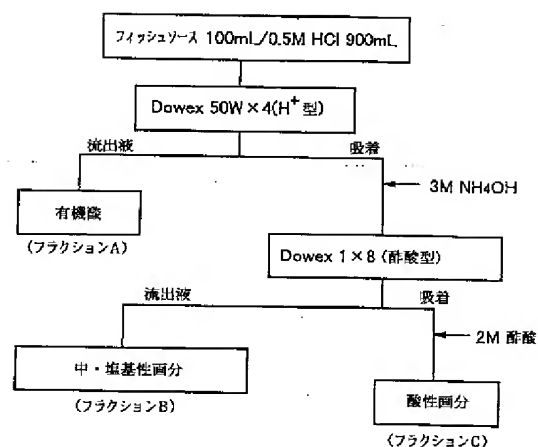 フィッシュソース 100mL/0.5M HCl 900mL
Dowex 50W×4(H⁺型)
流出液
吸着
3M NH4OH
有機酸
(フラクションA)
Dowex 1×8 (酢酸型)
流出液
吸着
2M 酢酸
中・塩基性画分
(フラクションB)
酸性画分
(フラクションC)